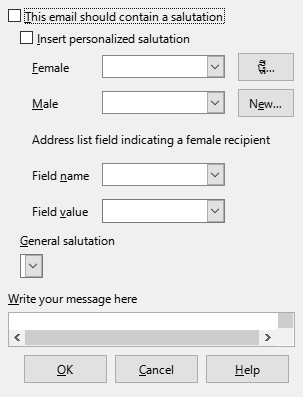 This email should contain a salutation
Insert personalized salutation
Female
Male
New...
Address list field indicating a female recipient
Field name
Field value
General salutation
Write your message here
OK
Cancel
Help